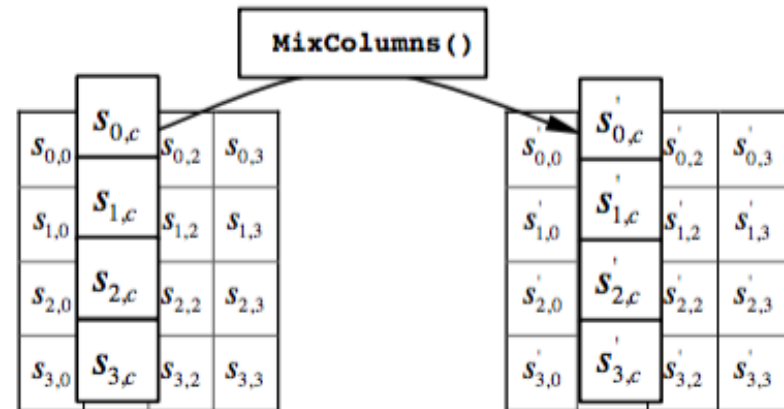 MixColumns()
s0,0 s0,c s0,2 s0,3 s'0,0 s'0,c s'0,2 s'0,3
s1,0 s1,c s1,2 s1,3 s'1,0 s'1,c s'1,2 s'1,3
s2,0 s2,c s2,2 s2,3 s'2,0 s'2,c s'2,2 s'2,3
s3,0 s3,c s3,2 s3,3 s'3,0 s'3,c s'3,2 s'3,3